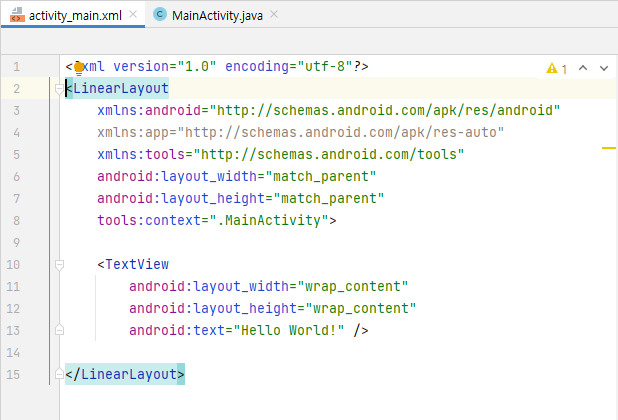 activity_main.xml MainActivity.java
1 <?xml version="1.0" encoding="utf-8"?> 1
2 <LinearLayout
3 xmlns:android="http://schemas.android.com/apk/res/android"
4 xmlns:app="http://schemas.android.com/apk/res-auto"
5 xmlns:tools="http://schemas.android.com/tools"
6 android:layout_width="match_parent"
7 android:layout_height="match_parent"
8 tools:context=".MainActivity">
9
10 <TextView
11 android:layout_width="wrap_content"
12 android:layout_height="wrap_content"
13 android:text="Hello World!" />
14
15 </LinearLayout>